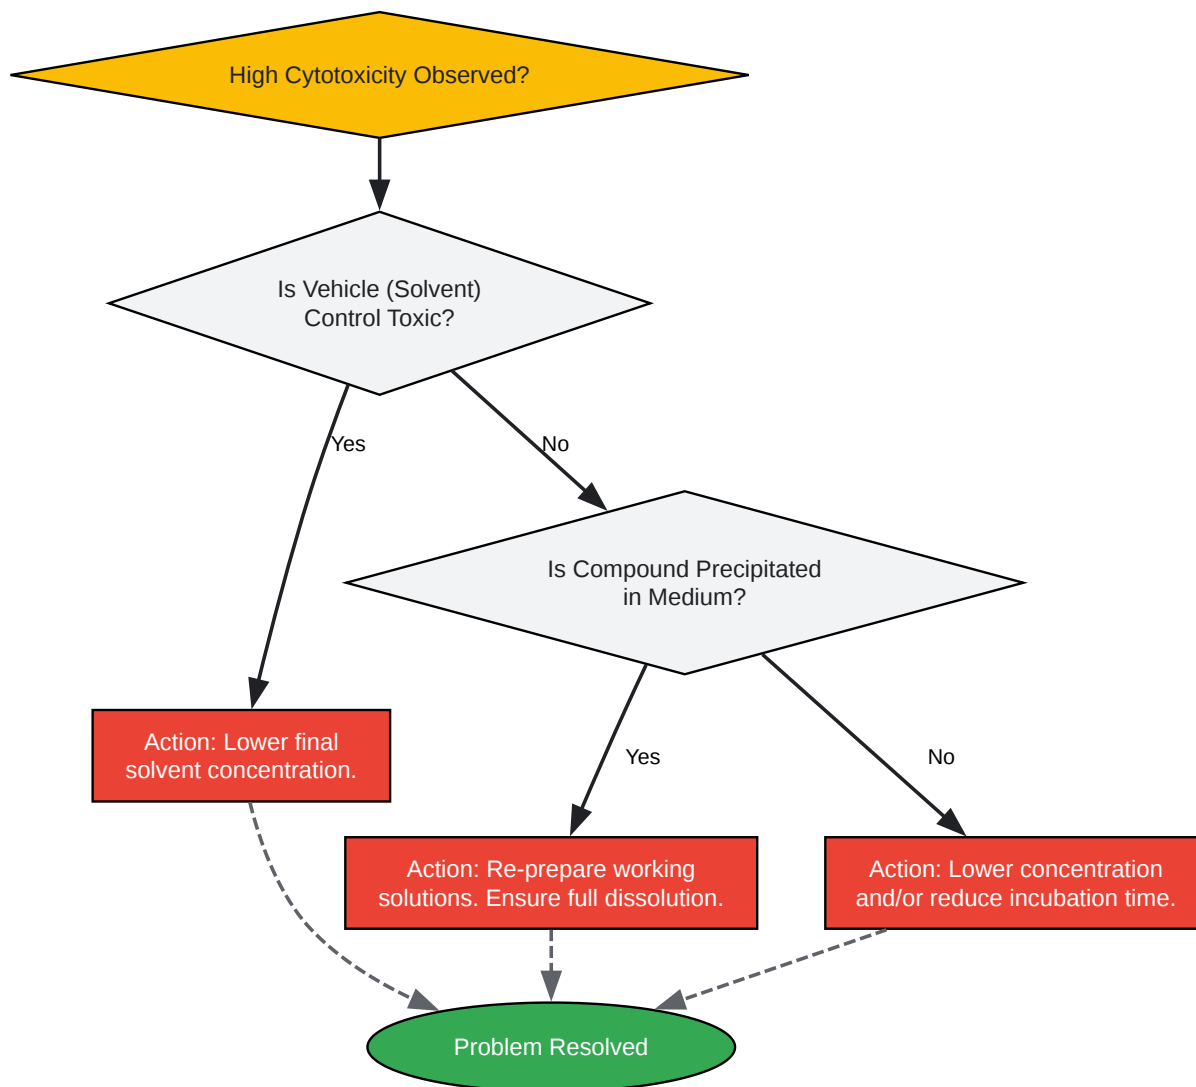 High Cytotoxicity Observed?
Is Vehicle (Solvent)
Control Toxic?
Yes
No
Is Compound Precipitated
in Medium?
Action: Lower final
solvent concentration.
Yes
No
Action: Re-prepare working
solutions. Ensure full dissolution.
Action: Lower concentration
and/or reduce incubation time.
Problem Resolved